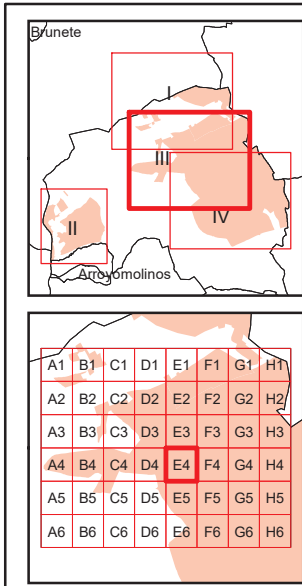 Brunete
I
III
IV
II
Arroyomolinos
A1 B1 C1 D1 E1 F1 G1 H1
A2 B2 C2 D2 E2 F2 G2 H2
A3 B3 C3 D3 E3 F3 G3 H3
A4 B4 C4 D4 E4 F4 G4 H4
A5 B5 C5 D5 E5 F5 G5 H5
A6 B6 C6 D6 E6 F6 G6 H6